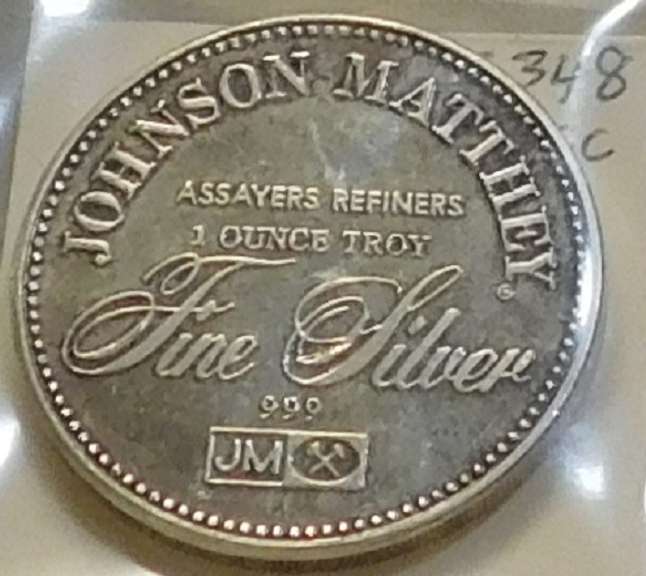 JOHNSON MATTHEY
ASSAYERS REFINERS
1 OUNCE TROY
Fine Silver
999
JM
348
C